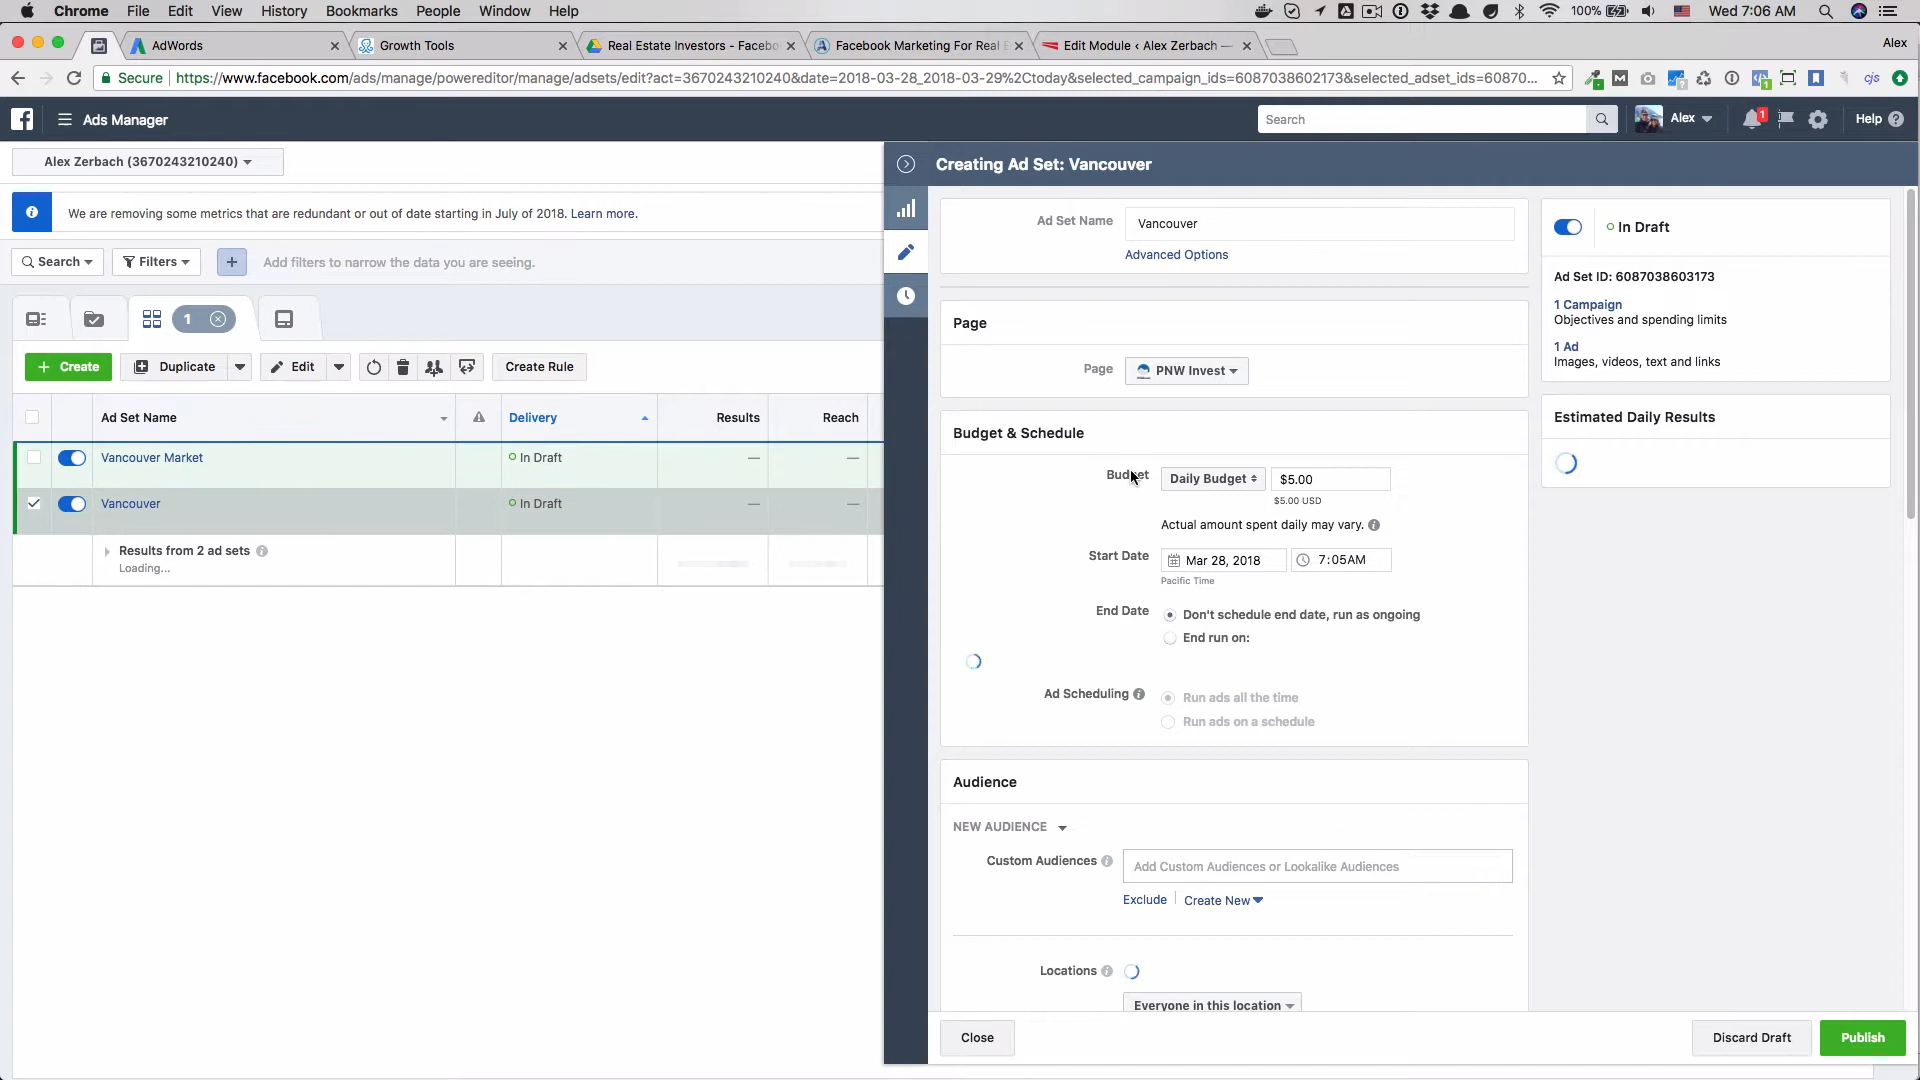 Chrome File Edit View History Bookmarks People Window Help 100% Wed 7:06 AM
AdWords Growth Tools Real Estate Investors - Facebo Facebook Marketing For Real E Edit Module ‹ Alex Zerbach — Alex
Secure https://www.facebook.com/ads/manage/powereditor/manage/adsets/edit?act=3670243210240&date=2018-03-28_2018-03-29%2Ctoday&selected_campaign_ids=6087038602173&selected_adset_ids=60870... cjs
Ads Manager Search Alex 1 Help
Alex Zerbach (3670243210240)
We are removing some metrics that are redundant or out of date starting in July of 2018. Learn more.
Search Filters + Add filters to narrow the data you are seeing.
1
+ Create Duplicate Edit Create Rule
Ad Set Name Delivery Results Reach
Vancouver Market In Draft — —
Vancouver In Draft — —
Results from 2 ad sets
Loading...
Creating Ad Set: Vancouver
Ad Set Name Vancouver
Advanced Options
Page
Page PNW Invest
Budget & Schedule
Budget Daily Budget $5.00
$5.00 USD
Actual amount spent daily may vary.
Start Date Mar 28, 2018 7:05AM
Pacific Time
End Date Don't schedule end date, run as ongoing
End run on:
Ad Scheduling Run ads all the time
Run ads on a schedule
Audience
NEW AUDIENCE
Custom Audiences Add Custom Audiences or Lookalike Audiences
Exclude Create New
Locations
Everyone in this location
Close Discard Draft Publish
In Draft
Ad Set ID: 6087038603173
1 Campaign
Objectives and spending limits
1 Ad
Images, videos, text and links
Estimated Daily Results